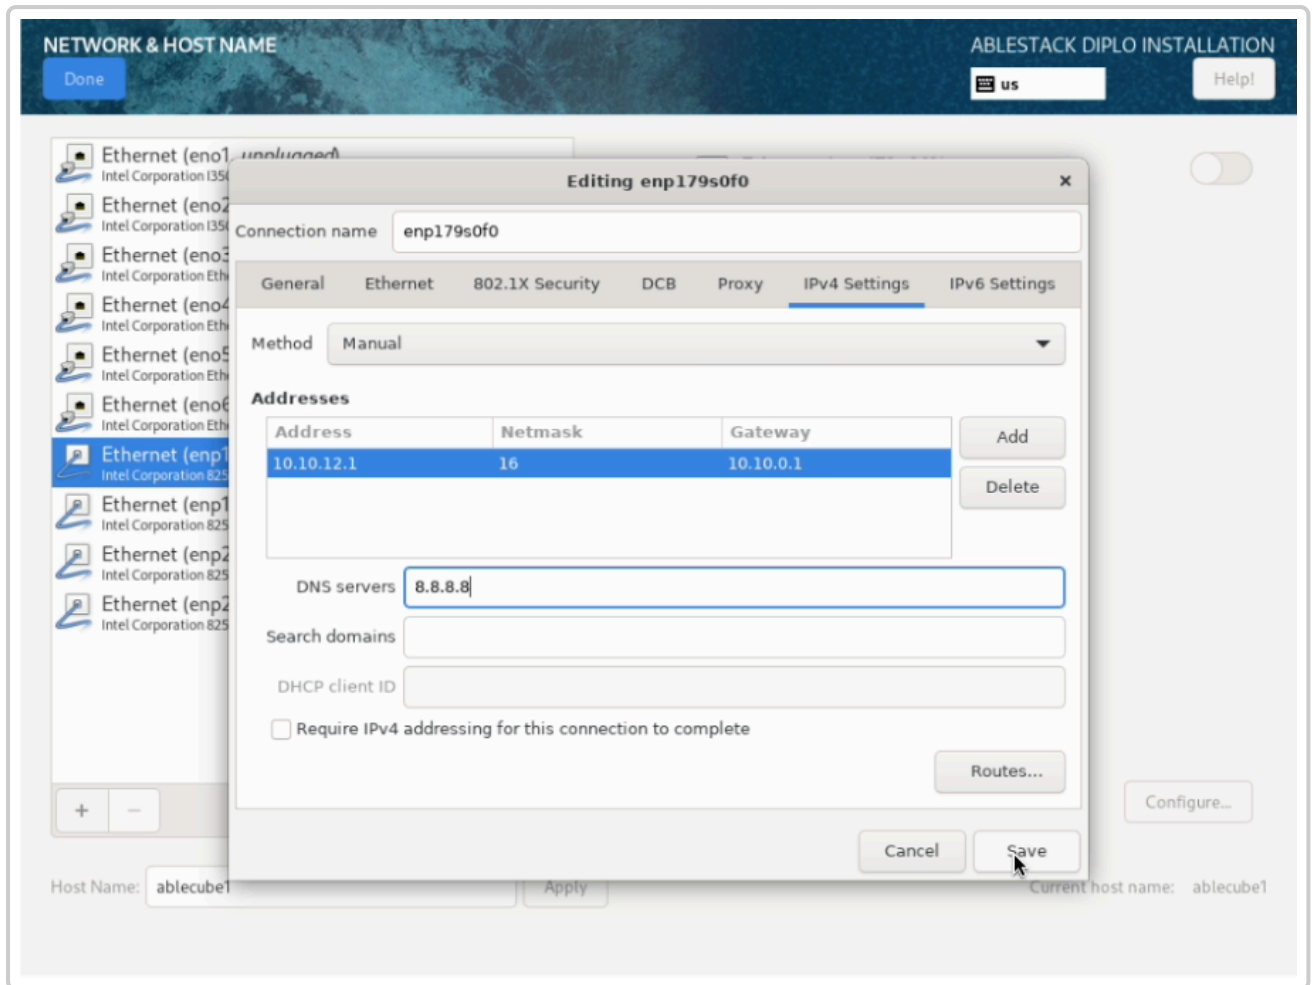 NETWORK & HOST NAME
ABLESTACK DIPLO INSTALLATION
Done
us
Help!
Ethernet (eno1, unplugged)
Intel Corporation I350
Ethernet (eno2
Intel Corporation I350
Ethernet (eno3
Intel Corporation Eth
Ethernet (eno4
Intel Corporation Eth
Ethernet (eno5
Intel Corporation Eth
Ethernet (eno6
Intel Corporation Eth
Ethernet (enp1
Intel Corporation 825
Ethernet (enp1
Intel Corporation 825
Ethernet (enp2
Intel Corporation 825
Ethernet (enp2
Intel Corporation 825
Editing enp179s0f0
Connection name enp179s0f0
General Ethernet 802.1X Security DCB Proxy IPv4 Settings IPv6 Settings
Method Manual
Addresses
Address Netmask Gateway
10.10.12.1 16 10.10.0.1
Add
Delete
DNS servers 8.8.8.8
Search domains
DHCP client ID
Require IPv4 addressing for this connection to complete
Routes...
Cancel Save
+ −
Configure...
Host Name: ablecube1 Apply Current host name: ablecube1